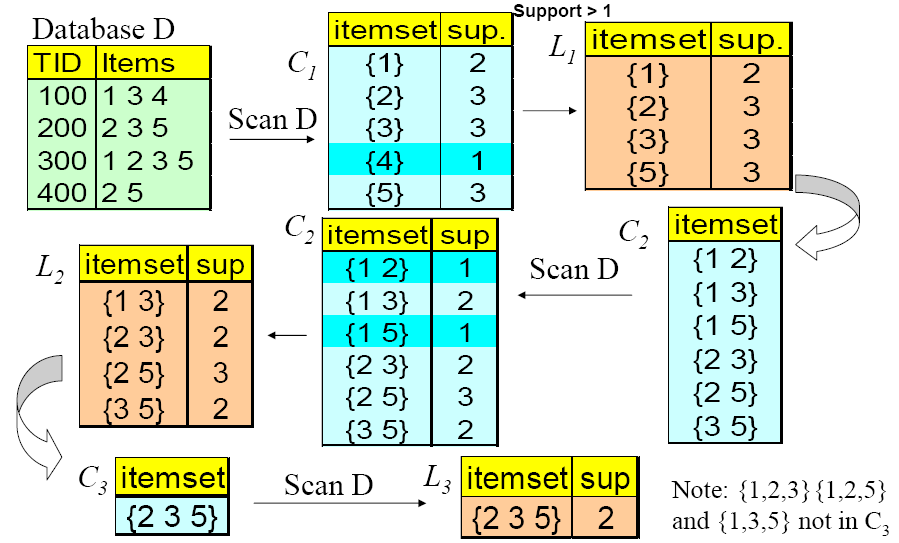 Database D
TID Items
100 1 3 4
200 2 3 5
300 1 2 3 5
400 2 5
Scan D
C1
itemset sup.
{1} 2
{2} 3
{3} 3
{4} 1
{5} 3
Support > 1
L1
itemset sup.
{1} 2
{2} 3
{3} 3
{5} 3
C2
itemset
{1 2}
{1 3}
{1 5}
{2 3}
{2 5}
{3 5}
Scan D
C2
itemset sup
{1 2} 1
{1 3} 2
{1 5} 1
{2 3} 2
{2 5} 3
{3 5} 2
L2
itemset sup
{1 3} 2
{2 3} 2
{2 5} 3
{3 5} 2
C3
itemset
{2 3 5}
Scan D
L3
itemset sup
{2 3 5} 2
Note: {1,2,3}{1,2,5}
and {1,3,5} not in C3